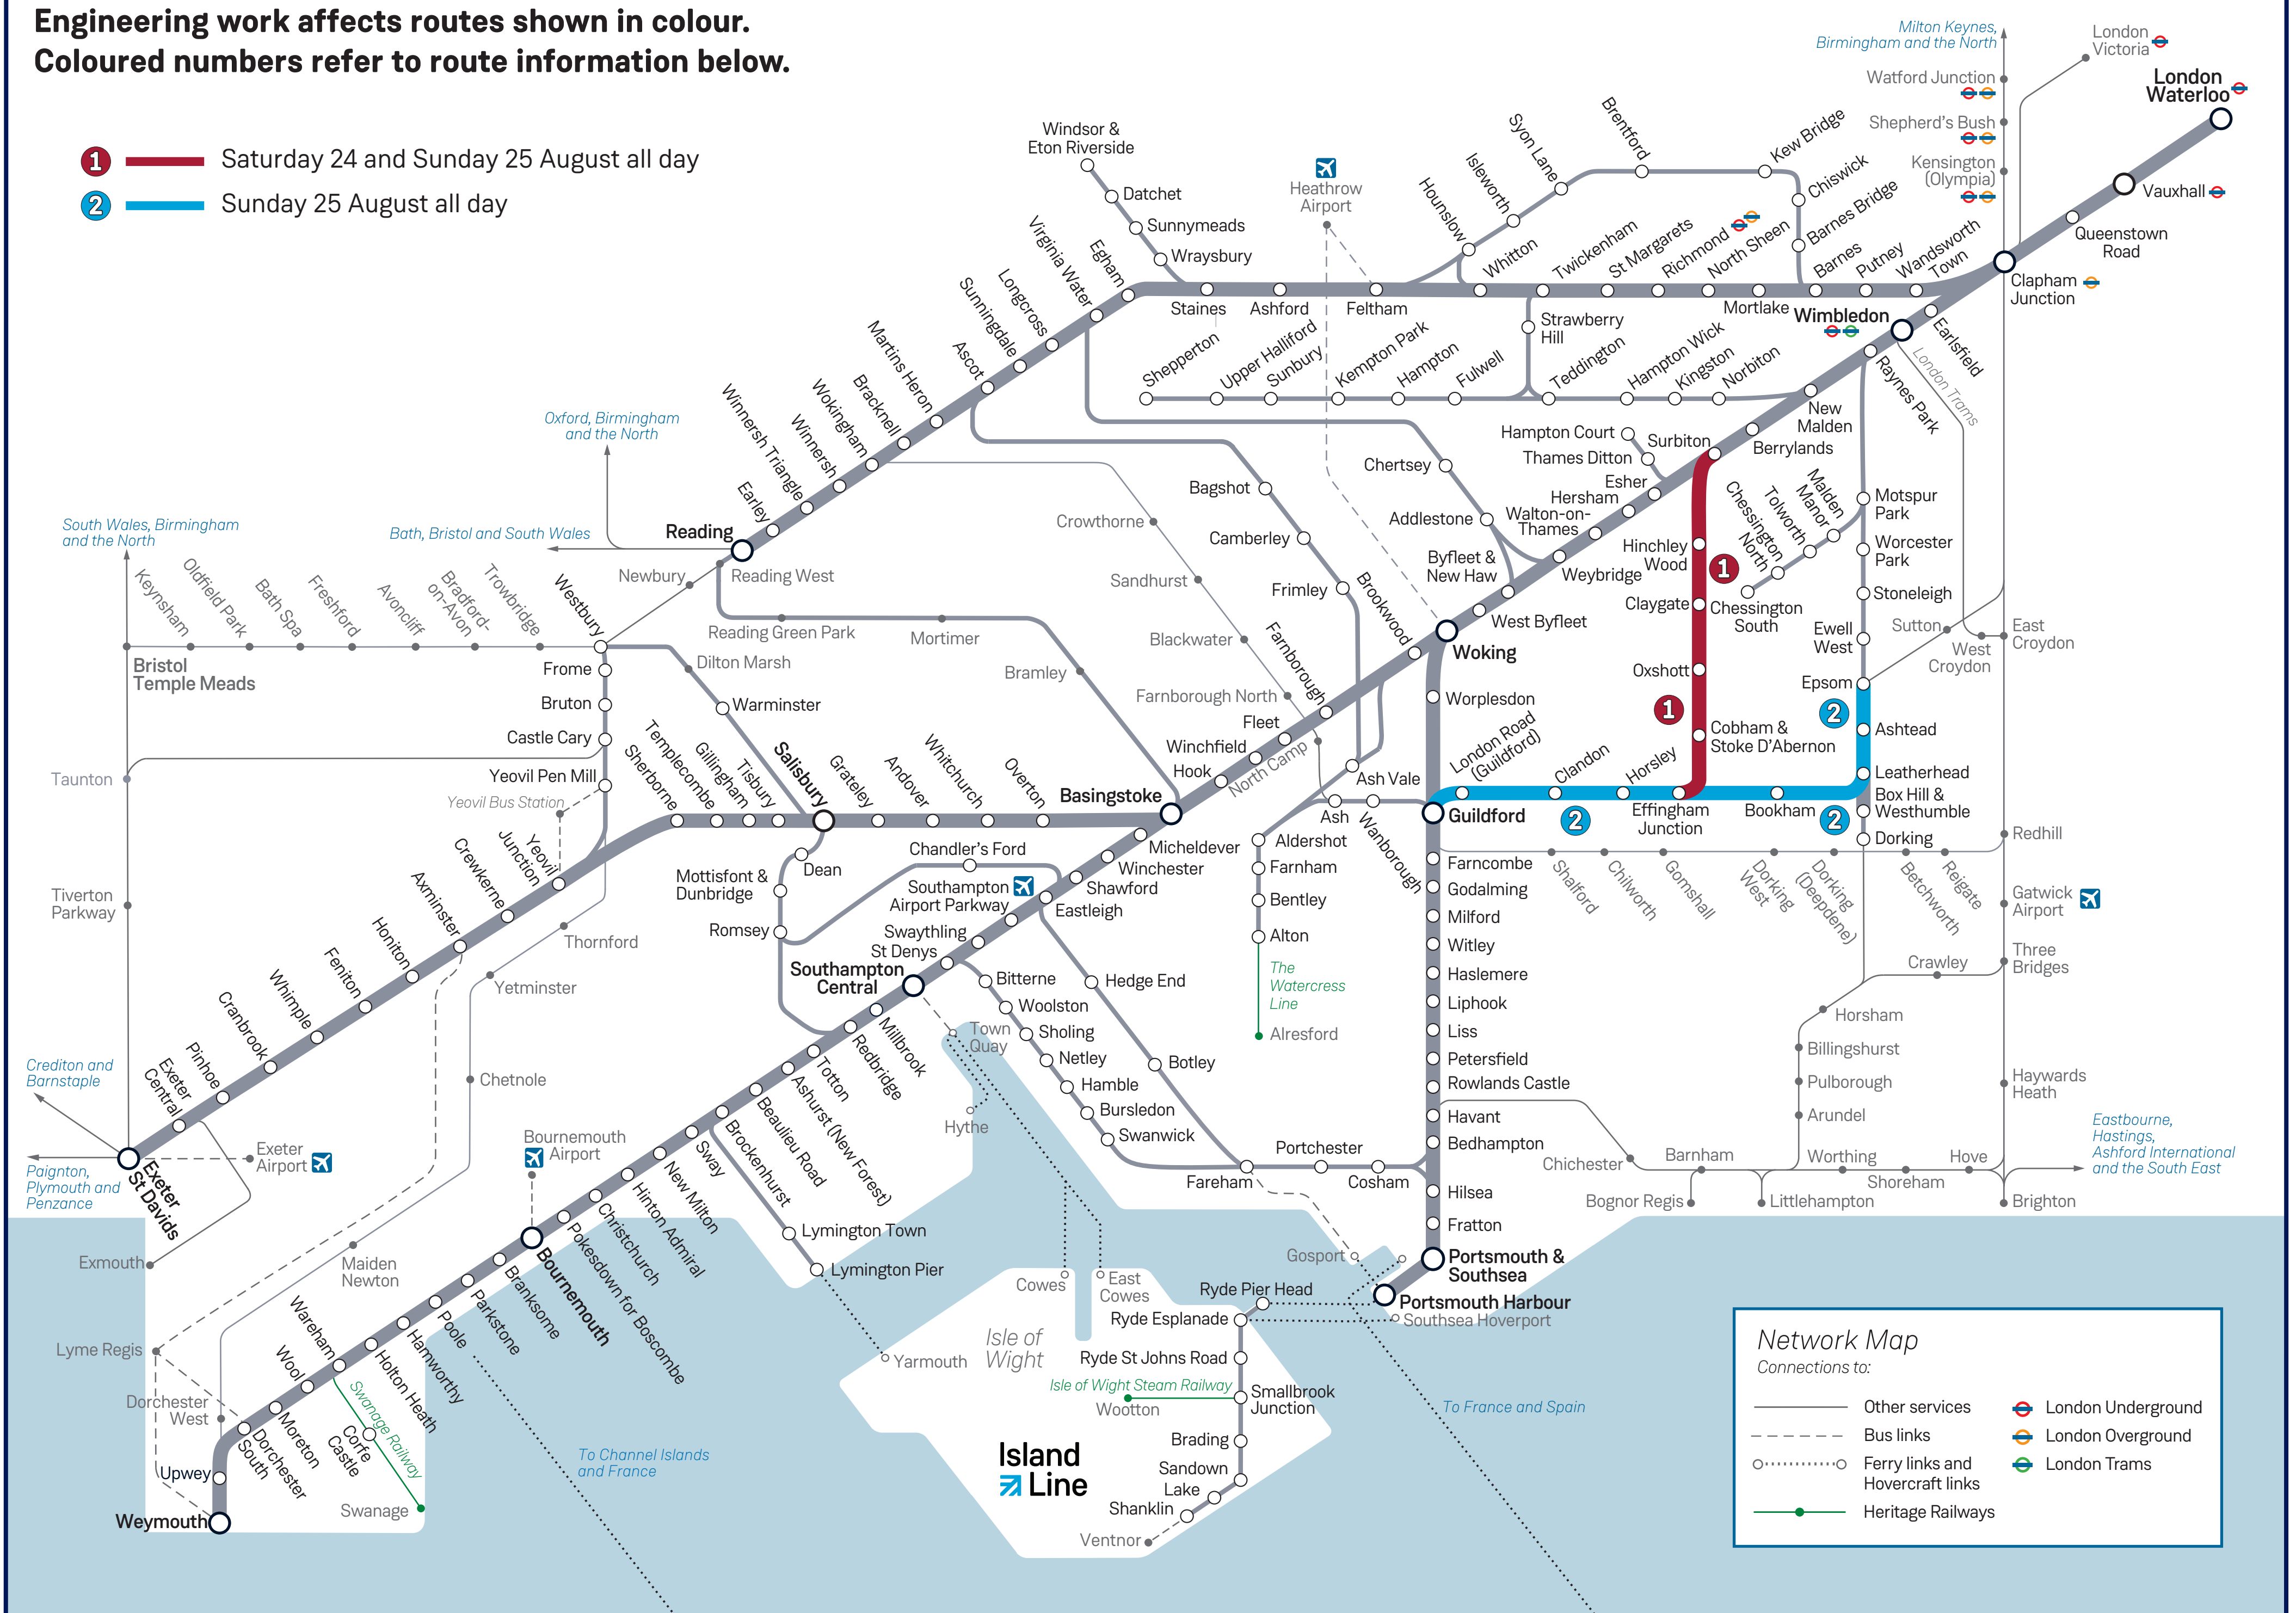 Engineering work affects routes shown in colour.
Coloured numbers refer to route information below.
1 Saturday 24 and Sunday 25 August all day
2 Sunday 25 August all day
Milton Keynes,
Birmingham and the North
London
Victoria
Watford Junction
London
Waterloo
Shepherd's Bush
Kensington
(Olympia)
Vauxhall
Queenstown
Road
Clapham
Junction
Windsor &
Eton Riverside
Datchet
Sunnymeads
Wraysbury
Heathrow
Airport
Hounslow
Isleworth
Syon Lane
Brentford
Kew Bridge
Chiswick
Barnes Bridge
Virginia Water
Egham
Staines
Ashford
Feltham
Whitton
Twickenham
St Margarets
Richmond
North Sheen
Mortlake
Barnes
Putney
Wandsworth
Town
Wimbledon
Earlsfield
London Trams
Raynes Park
Strawberry
Hill
Shepperton
Upper Halliford
Sunbury
Kempton Park
Hampton
Fulwell
Teddington
Hampton Wick
Kingston
Norbiton
New
Malden
Berrylands
Surbiton
Hampton Court
Thames Ditton
Esher
Hersham
Walton-on-
Thames
Weybridge
Byfleet &
New Haw
West Byfleet
Chertsey
Addlestone
Longcross
Sunningdale
Ascot
Martins Heron
Bracknell
Wokingham
Winnersh
Winnersh Triangle
Earley
Reading
Oxford, Birmingham
and the North
Bath, Bristol and South Wales
South Wales, Birmingham
and the North
Reading West
Newbury
Reading Green Park
Mortimer
Bramley
Crowthorne
Sandhurst
Blackwater
Farnborough North
North Camp
Bagshot
Camberley
Frimley
Brookwood
Farnborough
Fleet
Winchfield
Hook
Basingstoke
Woking
Worplesdon
Hinchley
Wood
1
Claygate
Oxshott
1
Cobham &
Stoke D'Abernon
Malden
Manor
Tolworth
Chessington
North
Chessington
South
Motspur
Park
Worcester
Park
Stoneleigh
Ewell
West
Epsom
2
Ashtead
Leatherhead
Box Hill &
Westhumble
Dorking
Sutton
West
Croydon
East
Croydon
London Road
(Guildford)
Clandon
Horsley
Effingham
Junction
Bookham
2
2
Guildford
Ash Vale
Ash
Wanborough
Aldershot
Farnham
Bentley
Alton
The
Watercress
Line
Alresford
Farncombe
Godalming
Milford
Witley
Haslemere
Liphook
Liss
Petersfield
Rowlands Castle
Havant
Bedhampton
Hilsea
Fratton
Portsmouth &
Southsea
Portsmouth Harbour
Southsea Hoverport
Shalford
Chilworth
Gomshall
Dorking
West
Dorking
(Deepdene)
Betchworth
Reigate
Redhill
Gatwick
Airport
Three
Bridges
Crawley
Horsham
Billingshurst
Pulborough
Arundel
Haywards
Heath
Eastbourne,
Hastings,
Ashford International
and the South East
Chichester
Barnham
Bognor Regis
Littlehampton
Worthing
Shoreham
Hove
Brighton
Keynsham
Oldfield Park
Bath Spa
Freshford
Avoncliff
Bradford-
on-Avon
Trowbridge
Westbury
Bristol
Temple Meads
Frome
Bruton
Castle Cary
Yeovil Pen Mill
Yeovil Bus Station
Dilton Marsh
Warminster
Taunton
Tiverton
Parkway
Sherborne
Templecombe
Gillingham
Tisbury
Salisbury
Grateley
Andover
Whitchurch
Overton
Yeovil
Junction
Crewkerne
Axminster
Honiton
Feniton
Whimple
Cranbrook
Pinhoe
Exeter
Central
Exeter
St Davids
Crediton and
Barnstaple
Paignton,
Plymouth and
Penzance
Exeter
Airport
Exmouth
Thornford
Yetminster
Chetnole
Maiden
Newton
Dorchester
West
Lyme Regis
Dean
Mottisfont &
Dunbridge
Romsey
Chandler's Ford
Micheldever
Winchester
Shawford
Eastleigh
Southampton
Airport Parkway
Swaythling
St Denys
Southampton
Central
Millbrook
Redbridge
Totton
Ashurst (New Forest)
Beaulieu Road
Brockenhurst
Sway
New Milton
Hinton Admiral
Christchurch
Pokesdown for Boscombe
Bournemouth
Bournemouth
Airport
Branksome
Parkstone
Poole
Hamworthy
Holton Heath
Wareham
Wool
Moreton
Dorchester
South
Upwey
Weymouth
Swanage Railway
Corfe
Castle
Swanage
Lymington Town
Lymington Pier
Yarmouth
Bitterne
Woolston
Sholing
Netley
Hamble
Bursledon
Swanwick
Hedge End
Botley
Fareham
Portchester
Cosham
Town
Quay
Hythe
Gosport
Cowes
East
Cowes
Ryde Pier Head
Ryde Esplanade
Ryde St Johns Road
Isle of
Wight
Isle of Wight Steam Railway
Wootton
Smallbrook
Junction
Brading
Sandown
Lake
Shanklin
Ventnor
Island
Line
To Channel Islands
and France
To France and Spain
Network Map
Connections to:
Other services
Bus links
Ferry links and
Hovercraft links
Heritage Railways
London Underground
London Overground
London Trams